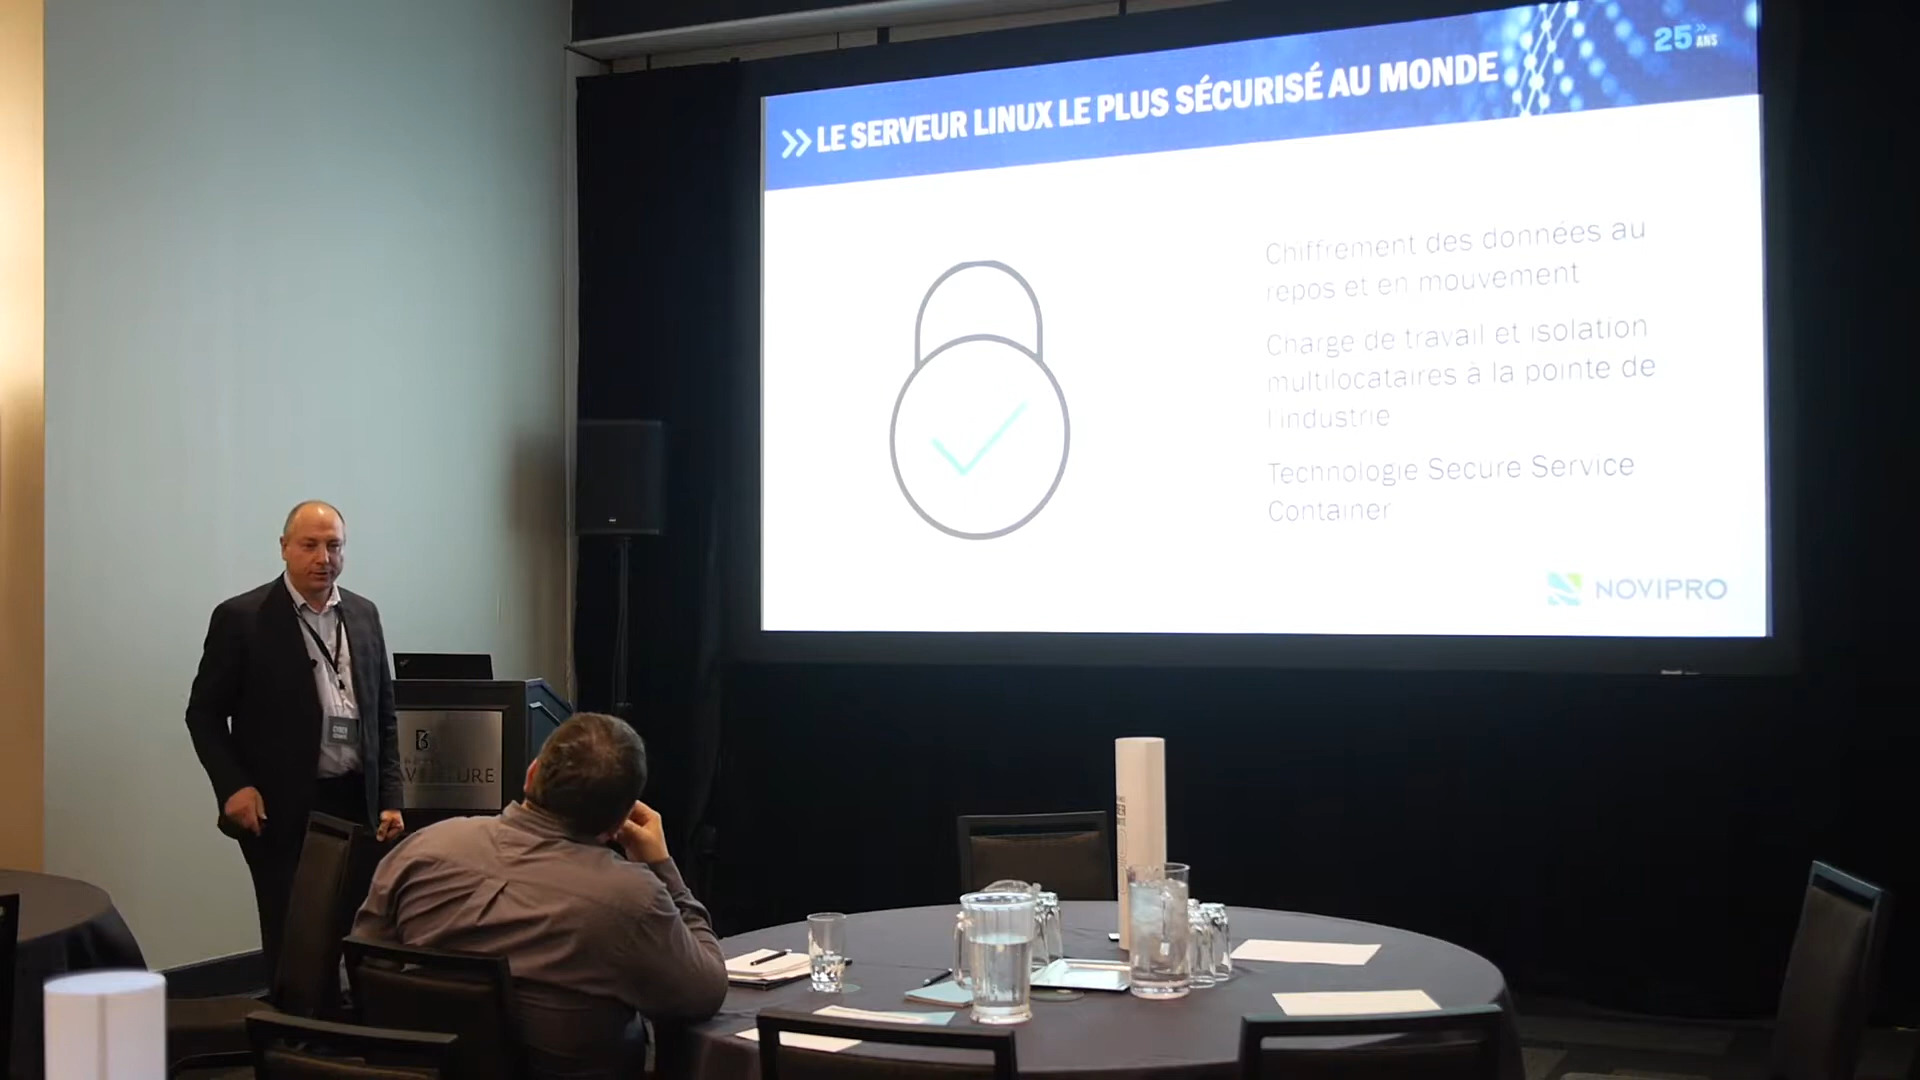 25 ANS
LE SERVEUR LINUX LE PLUS SÉCURISÉ AU MONDE
Chiffrement des données au
repos et en mouvement
Charge de travail et isolation
multilocataires à la pointe de
l'industrie
Technologie Secure Service
Container
NOVIPRO
CYBER